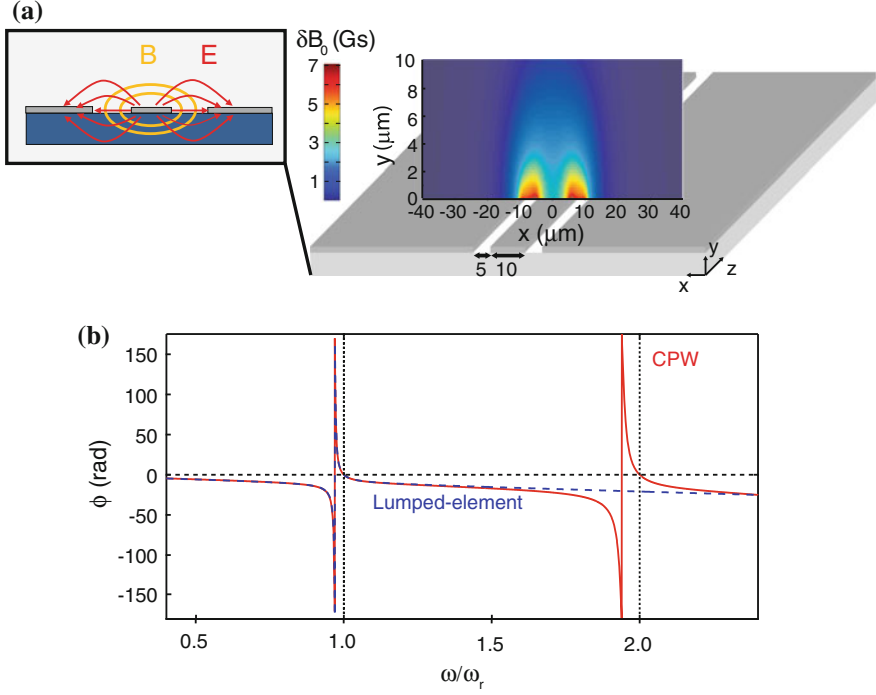 (a)
B E
δB₀ (Gs)
7
5
3
1
y (μm)
10
8
6
4
2
0
-40 -30 -20 -10 0 10 20 30 40
x (μm)
5 10
y
z
x
(b)
CPW
Lumped-element
ϕ (rad)
150
100
50
0
-50
-100
-150
0.5 1.0 1.5 2.0
ω/ωᵣ